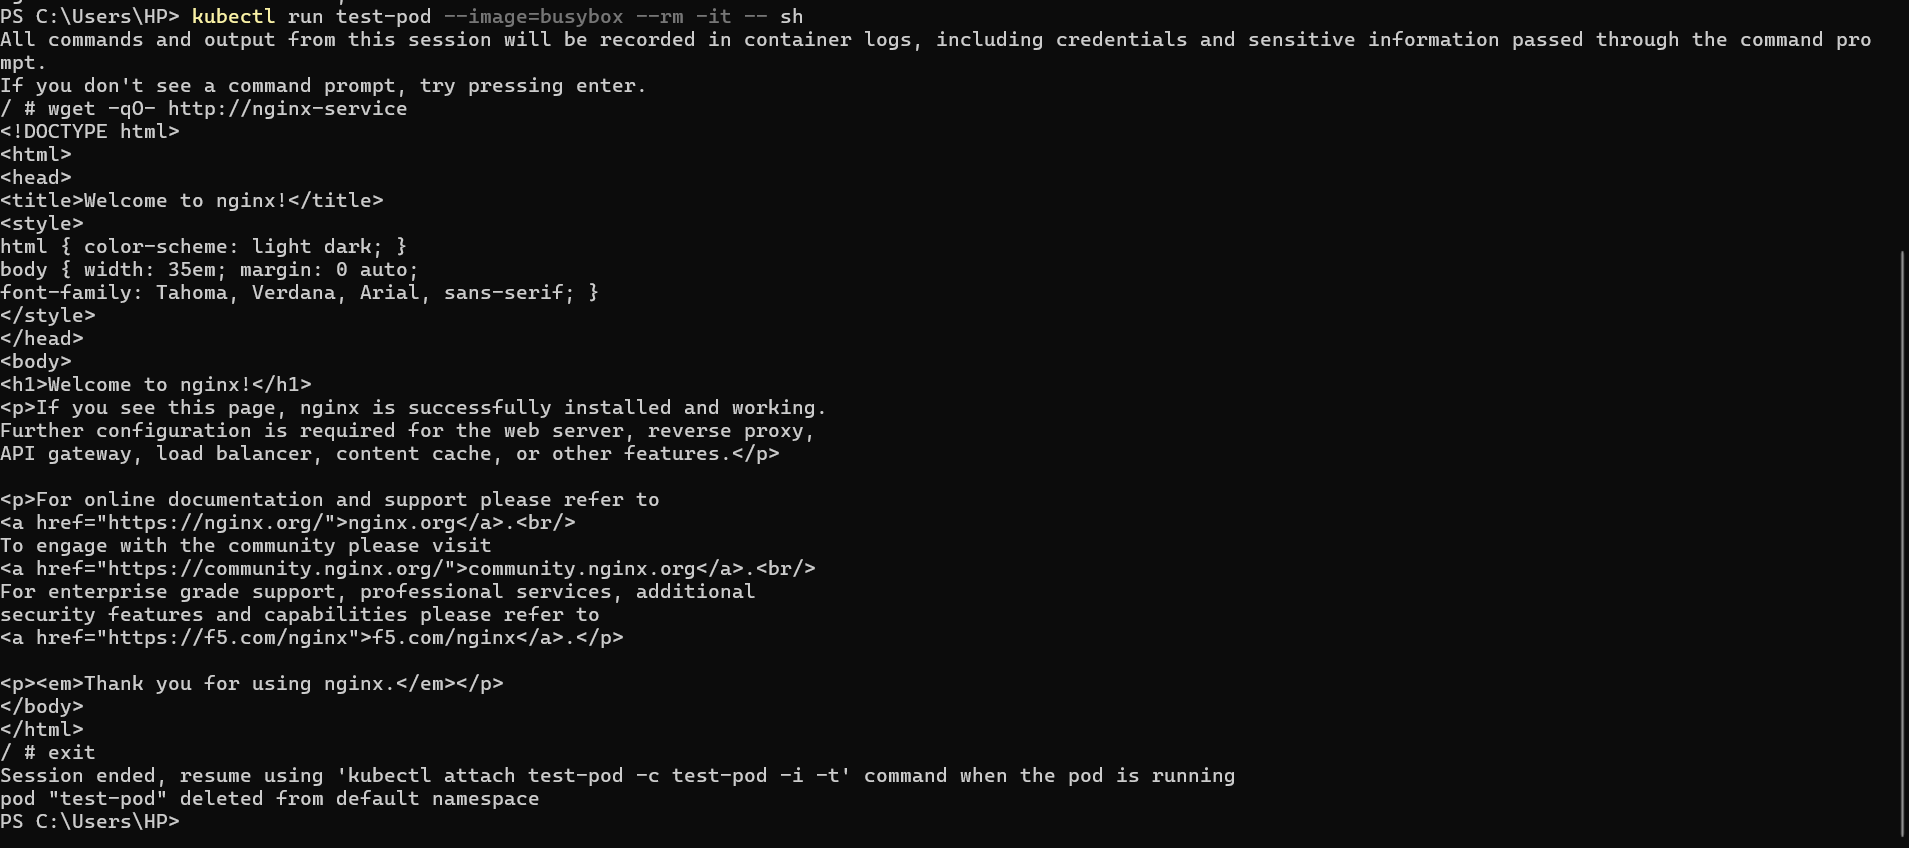 PS C:\Users\HP> kubectl run test-pod --image=busybox --rm -it -- sh
All commands and output from this session will be recorded in container logs, including credentials and sensitive information passed through the command pro
mpt.
If you don't see a command prompt, try pressing enter.
/ # wget -qO- http://nginx-service
<!DOCTYPE html>
<html>
<head>
<title>Welcome to nginx!</title>
<style>
html { color-scheme: light dark; }
body { width: 35em; margin: 0 auto;
font-family: Tahoma, Verdana, Arial, sans-serif; }
</style>
</head>
<body>
<h1>Welcome to nginx!</h1>
<p>If you see this page, nginx is successfully installed and working.
Further configuration is required for the web server, reverse proxy,
API gateway, load balancer, content cache, or other features.</p>

<p>For online documentation and support please refer to
<a href="https://nginx.org/">nginx.org</a>.<br/>
To engage with the community please visit
<a href="https://community.nginx.org/">community.nginx.org</a>.<br/>
For enterprise grade support, professional services, additional
security features and capabilities please refer to
<a href="https://f5.com/nginx">f5.com/nginx</a>.</p>

<p><em>Thank you for using nginx.</em></p>
</body>
</html>
/ # exit
Session ended, resume using 'kubectl attach test-pod -c test-pod -i -t' command when the pod is running
pod "test-pod" deleted from default namespace
PS C:\Users\HP>